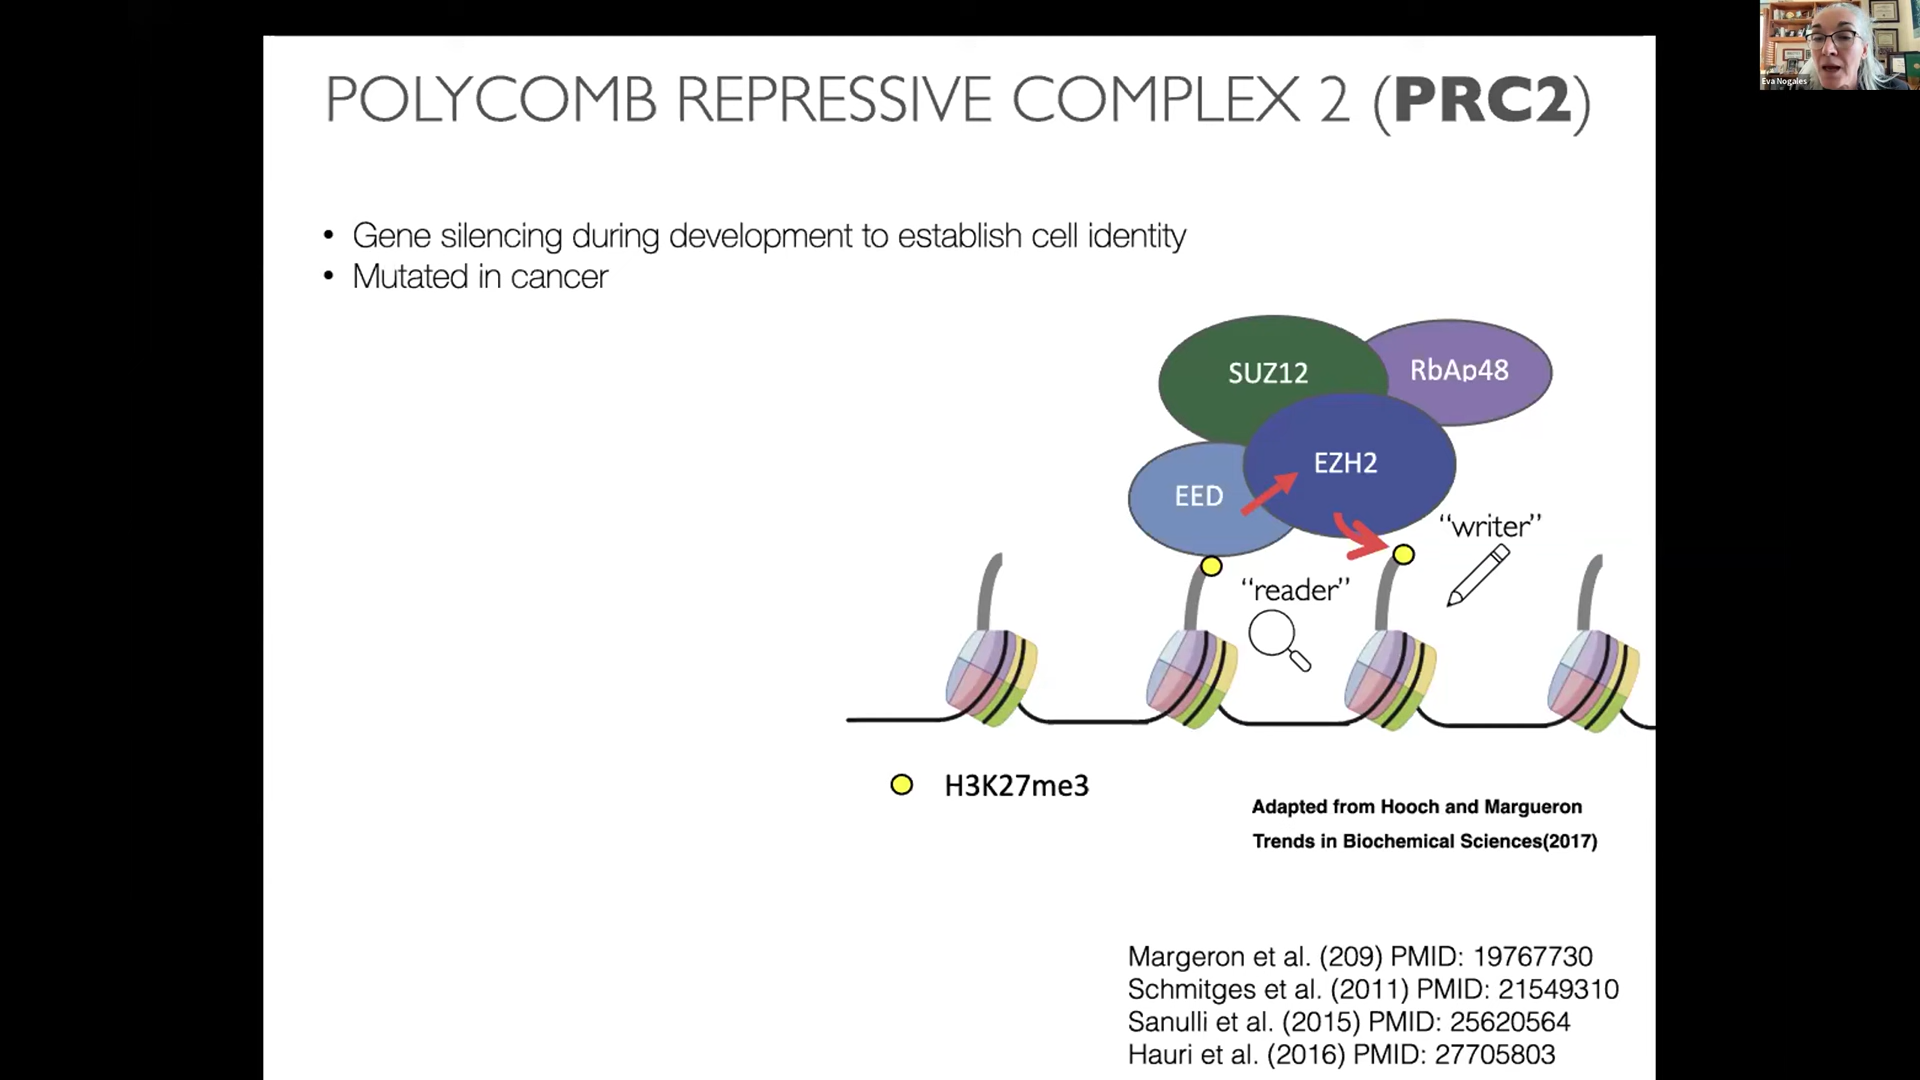 POLYCOMB REPRESSIVE COMPLEX 2 (PRC2)
Eva Nogales
• Gene silencing during development to establish cell identity
• Mutated in cancer
SUZ12
RbAp48
EZH2
EED
“writer”
“reader”
H3K27me3
Adapted from Hooch and Margueron
Trends in Biochemical Sciences(2017)
Margeron et al. (209) PMID: 19767730
Schmitges et al. (2011) PMID: 21549310
Sanulli et al. (2015) PMID: 25620564
Hauri et al. (2016) PMID: 27705803